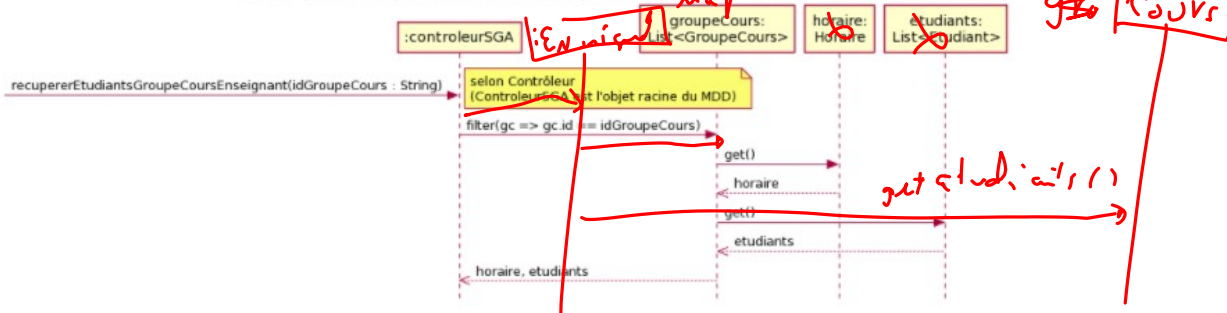 :controleurSGA
groupeCours:
List<GroupeCours>
horaire:
Horaire
etudiants:
List<Etudiant>
Cours
recupererEtudiantsGroupeCoursEnseignant(idGroupeCours : String)
selon Contrôleur
(ControleurSGA est l'objet racine du MDD)
filter(gc => gc.id == idGroupeCours)
get()
horaire
getetudiants()
get()
etudiants
horaire, etudiants